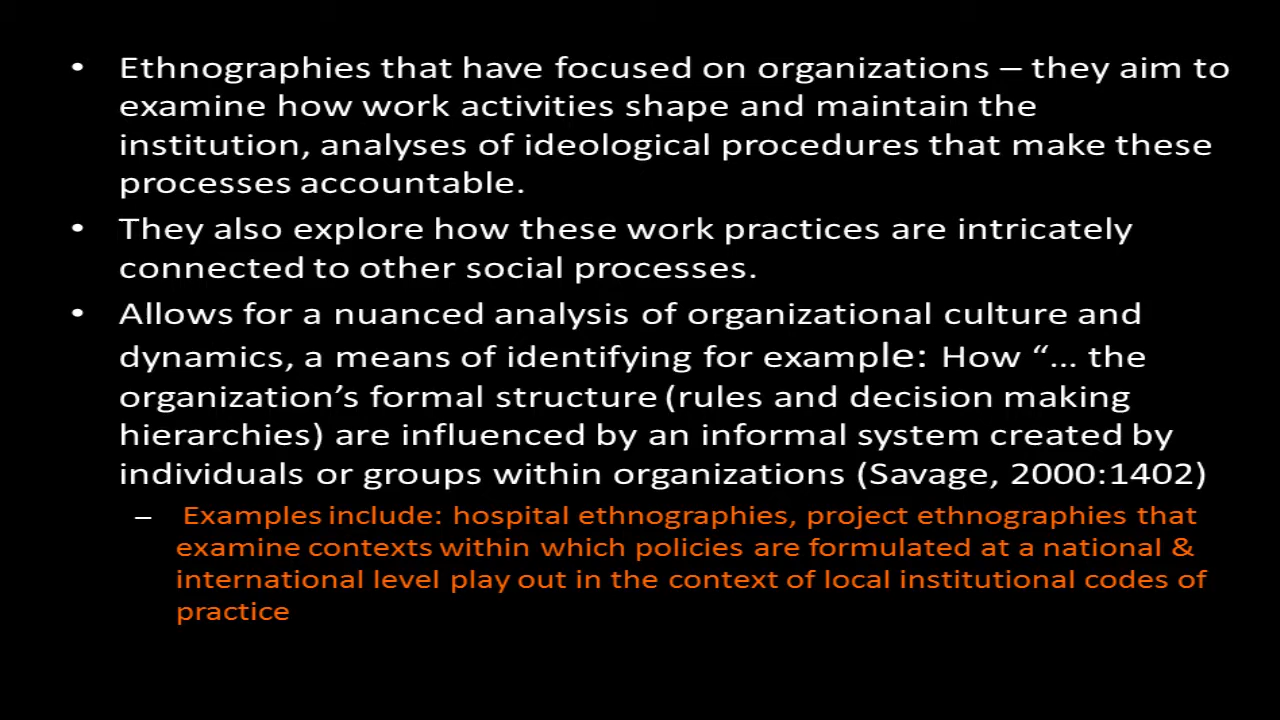 • Ethnographies that have focused on organizations – they aim to
examine how work activities shape and maintain the
institution, analyses of ideological procedures that make these
processes accountable.
• They also explore how these work practices are intricately
connected to other social processes.
• Allows for a nuanced analysis of organizational culture and
dynamics, a means of identifying for example: How “… the
organization’s formal structure (rules and decision making
hierarchies) are influenced by an informal system created by
individuals or groups within organizations (Savage, 2000:1402)
– Examples include: hospital ethnographies, project ethnographies that
examine contexts within which policies are formulated at a national &
international level play out in the context of local institutional codes of
practice